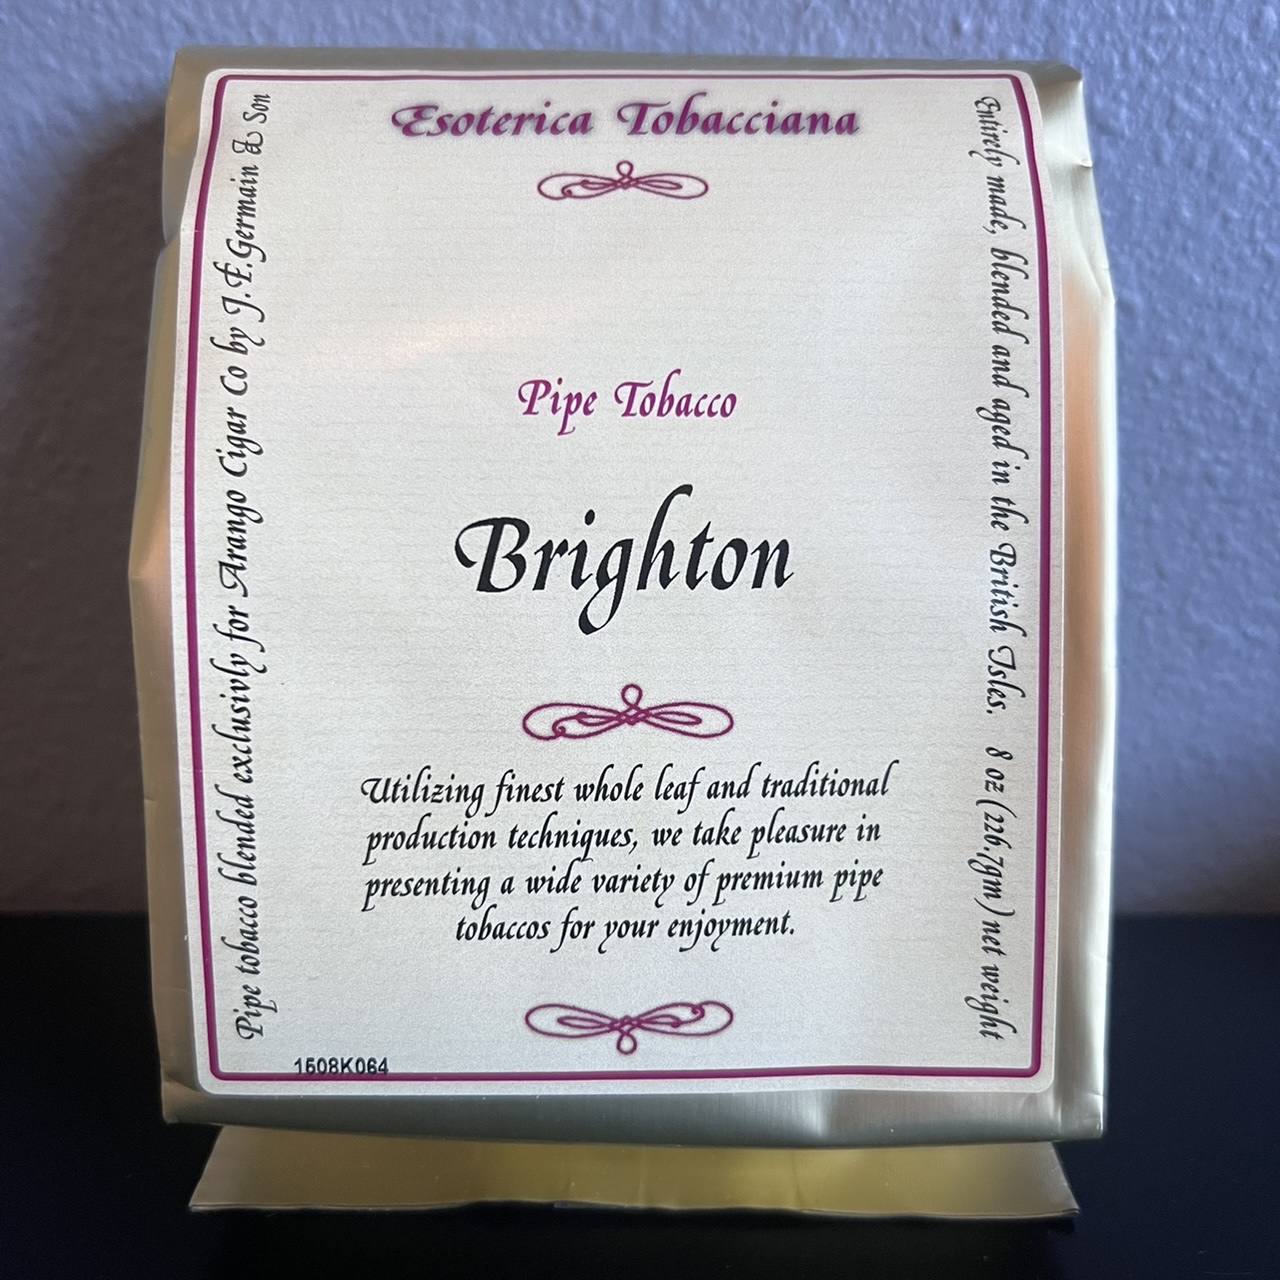 Esoterica Tobacciana
Pipe Tobacco
Brighton
Utilizing finest whole leaf and traditional
production techniques, we take pleasure in
presenting a wide variety of premium pipe
tobaccos for your enjoyment.
Pipe tobacco blended exclusivly for Arango Cigar Co by J.F.Germain & Son
Entirely made, blended and aged in the British Isles. 8 oz (226.7gm) net weight
1508K064